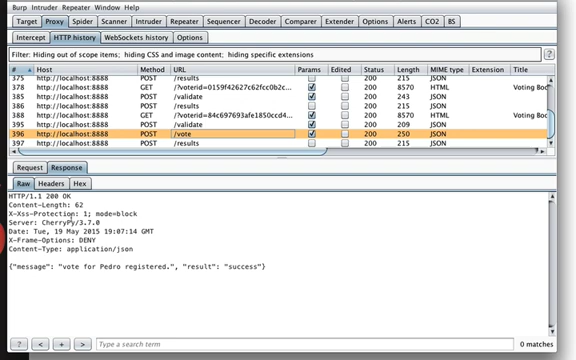 Burp Intruder Repeater Window Help
Target Proxy Spider Scanner Intruder Repeater Sequencer Decoder Comparer Extender Options Alerts CO2 BS
Intercept HTTP history WebSockets history Options
Filter: Hiding out of scope items; hiding CSS and image content; hiding specific extensions ?
# Host Method URL Params Edited Status Length MIME type Extension Title
375 http://localhost:8888 POST /results 200 215 JSON
378 http://localhost:8888 GET /?voterid=0159f42627c62fcc0b2c... 200 8570 HTML Voting Boo
385 http://localhost:8888 POST /validate 200 243 JSON
386 http://localhost:8888 POST /results 200 215 JSON
388 http://localhost:8888 GET /?voterid=84c697693afe1850ccd4... 200 8570 HTML Voting Boo
395 http://localhost:8888 POST /validate 200 209 JSON
396 http://localhost:8888 POST /vote 200 250 JSON
397 http://localhost:8888 POST /results 200 215 JSON
Request Response
Raw Headers Hex
HTTP/1.1 200 OK
Content-Length: 62
X-Xss-Protection: 1; mode=block
Server: CherryPy/3.7.0
Date: Tue, 19 May 2015 19:07:14 GMT
X-Frame-Options: DENY
Content-Type: application/json
{"message": "vote for Pedro registered.", "result": "success"}
? < + > Type a search term 0 matches